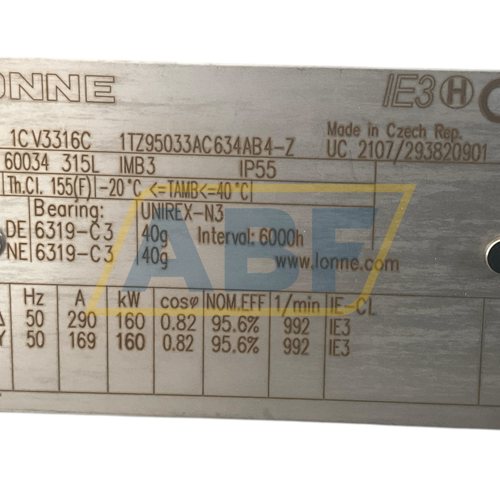 ONNE IE3 H
1CV3316C 1TZ95033AC634AB4-Z Made in Czech Rep.
60034 315L IMB3 IP55 UC 2107/293820901
Th.Cl. 155(F) -20°C <=TAMB<=40°C
Bearing: UNIREX-N3
DE 6319-C3 40g Interval: 6000h
NE 6319-C3 40g www.lonne.com
ABF
Hz A kW cosφ NOM.EFF 1/min IE-CL
Δ 50 290 160 0.82 95.6% 992 IE3
Y 50 169 160 0.82 95.6% 992 IE3